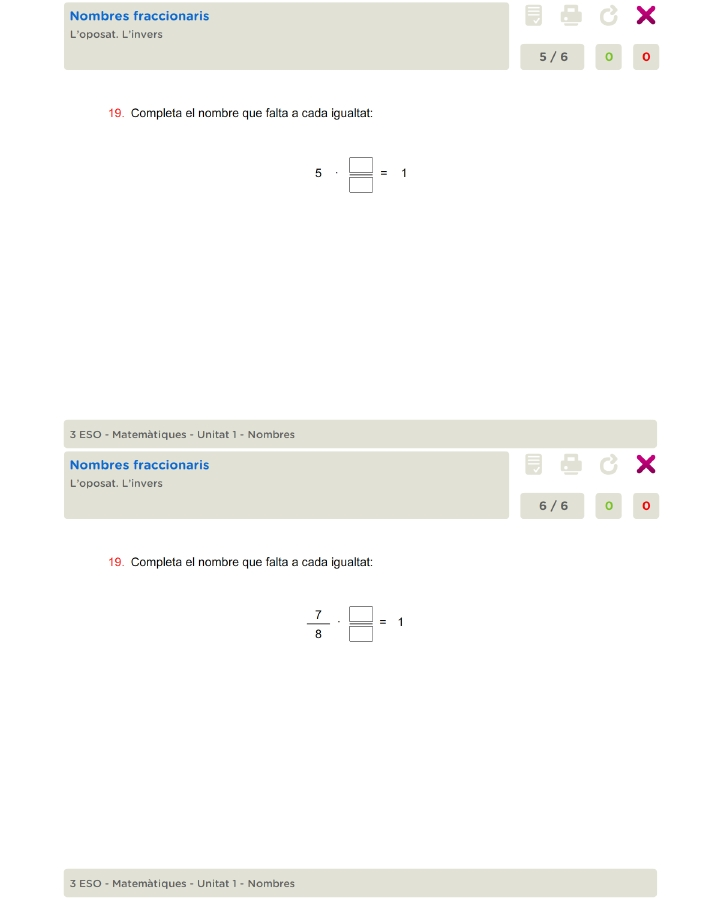 Nombres fraccionaris
L'oposat. L'invers
5 / 6 0 0
19. Completa el nombre que falta a cada igualtat:
5 · = 1
3 ESO - Matemàtiques - Unitat 1 - Nombres
Nombres fraccionaris
L'oposat. L'invers
6 / 6 0 0
19. Completa el nombre que falta a cada igualtat:
7
· = 1
8
3 ESO - Matemàtiques - Unitat 1 - Nombres